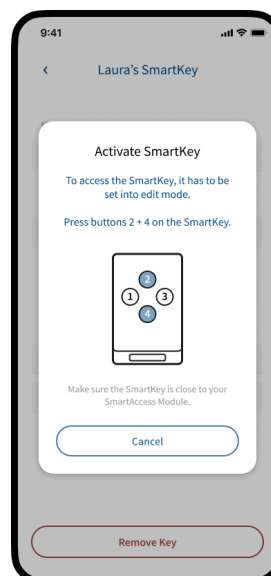 9:41
Laura's SmartKey
Activate SmartKey
To access the SmartKey, it has to be
set into edit mode.
Press buttons 2 + 4 on the SmartKey.
2
1 3
4
Make sure the SmartKey is close to your
SmartAccess Module.
Cancel
Remove Key